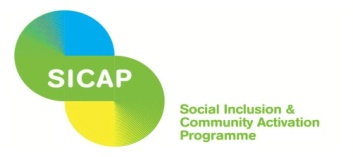 SICAP
Social Inclusion &
Community Activation
Programme